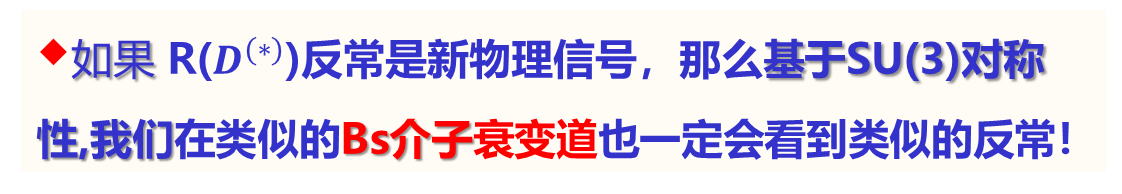 ◆如果 R(D⁽*⁾)反常是新物理信号，那么基于SU(3)对称
性,我们在类似的Bs介子衰变道也一定会看到类似的反常！